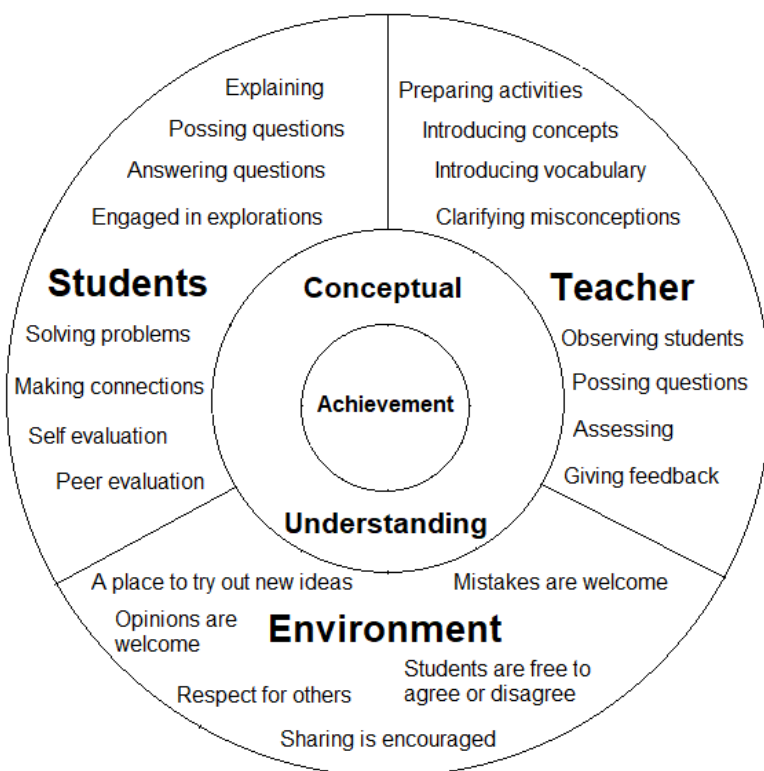 Explaining
Possing questions
Answering questions
Engaged in explorations
Students
Solving problems
Making connections
Self evaluation
Peer evaluation
Preparing activities
Introducing concepts
Introducing vocabulary
Clarifying misconceptions
Teacher
Observing students
Possing questions
Assessing
Giving feedback
Conceptual
Achievement
Understanding
A place to try out new ideas
Mistakes are welcome
Opinions are
welcome
Environment
Students are free to
agree or disagree
Respect for others
Sharing is encouraged